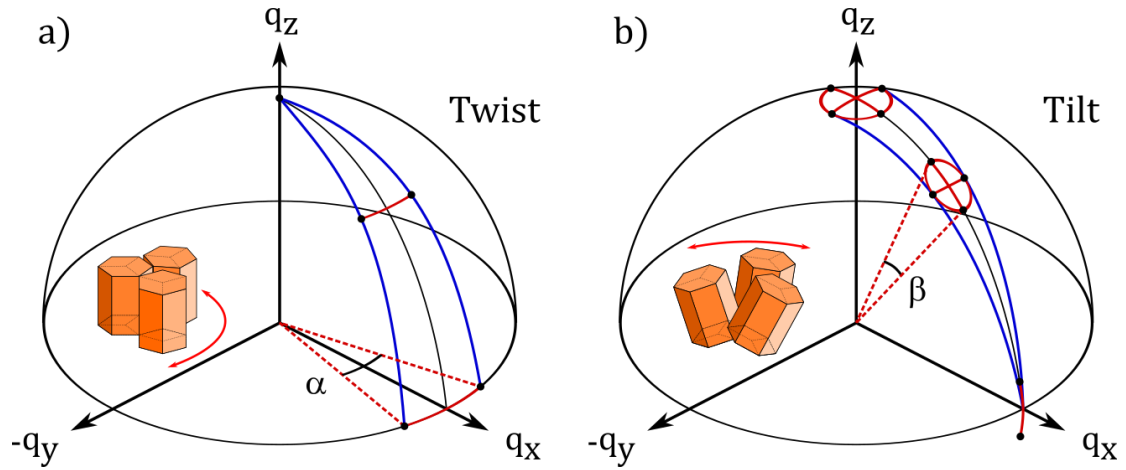 a)
q_z
Twist
α
-q_y
q_x
b)
q_z
Tilt
β
-q_y
q_x